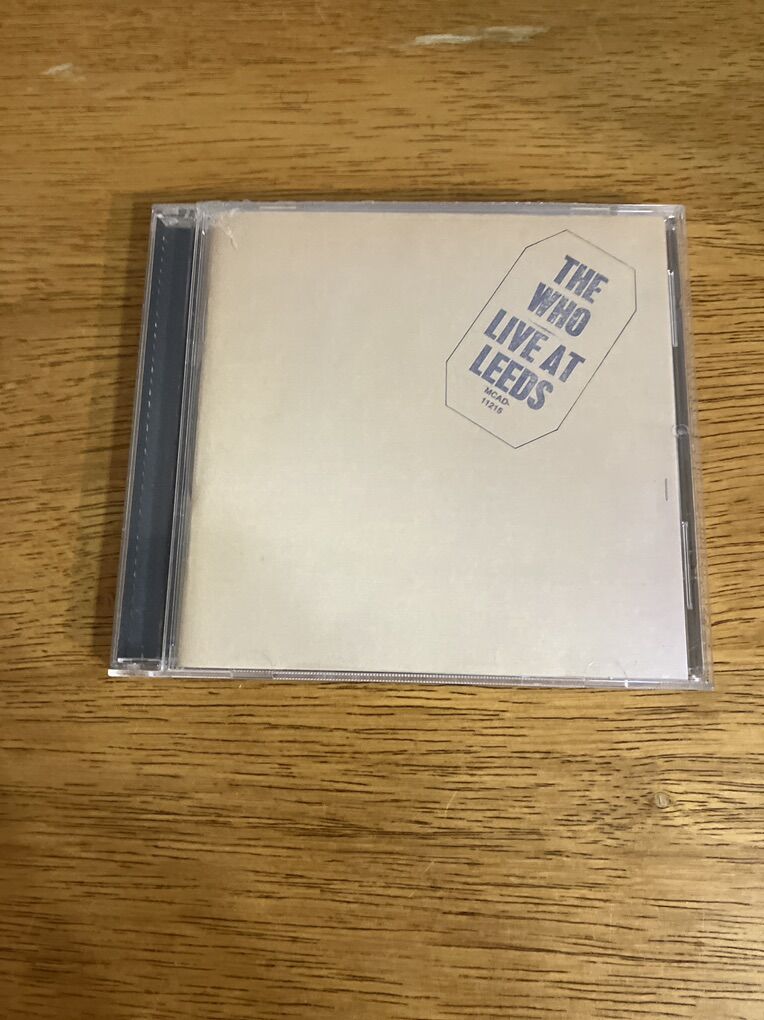 THE
WHO
LIVE AT
LEEDS
MCAD-
11215